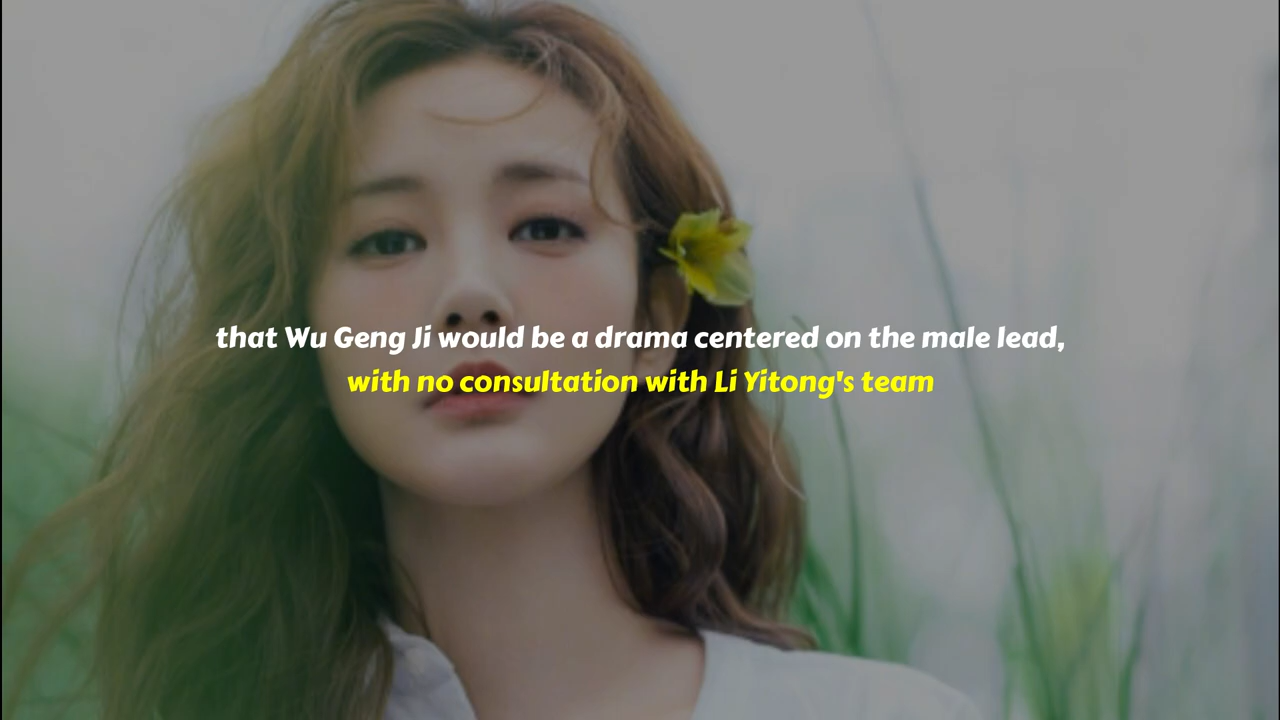 that Wu Geng Ji would be a drama centered on the male lead,
with no consultation with Li Yitong's team